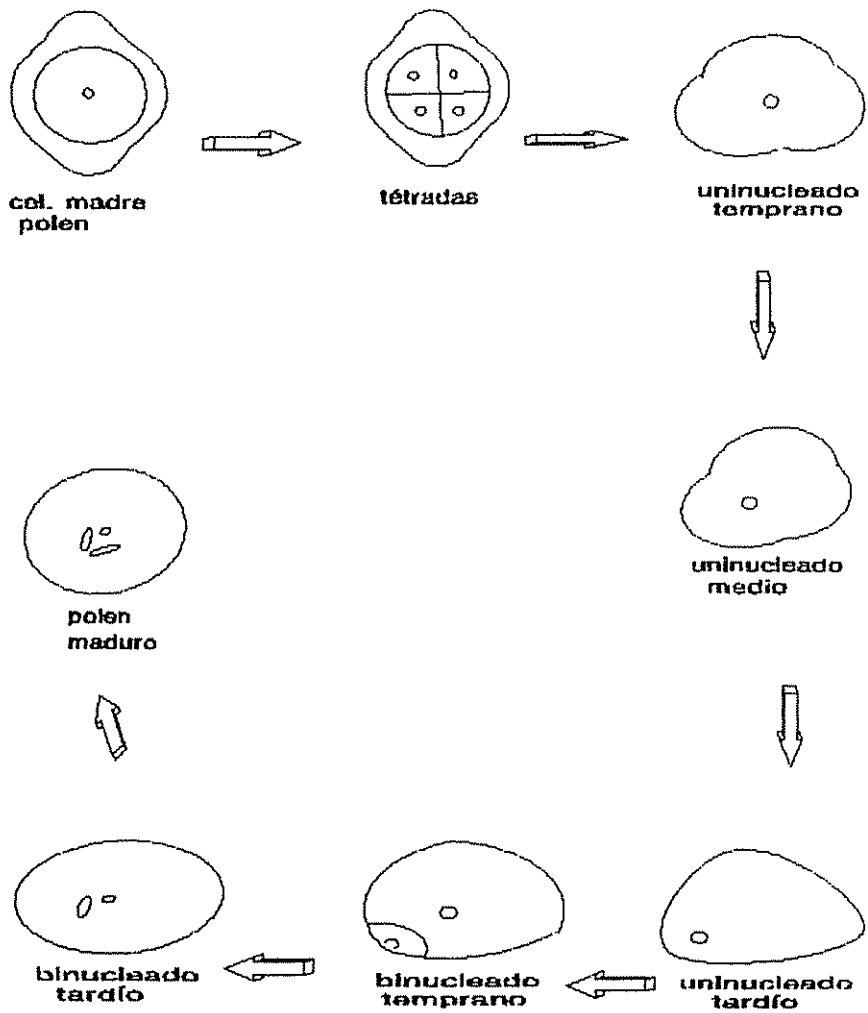 cel. madre
polen
tétradas
uninucleado
temprano
uninucleado
medio
uninucleado
tardío
binucleado
temprano
binucleado
tardío
polen
maduro